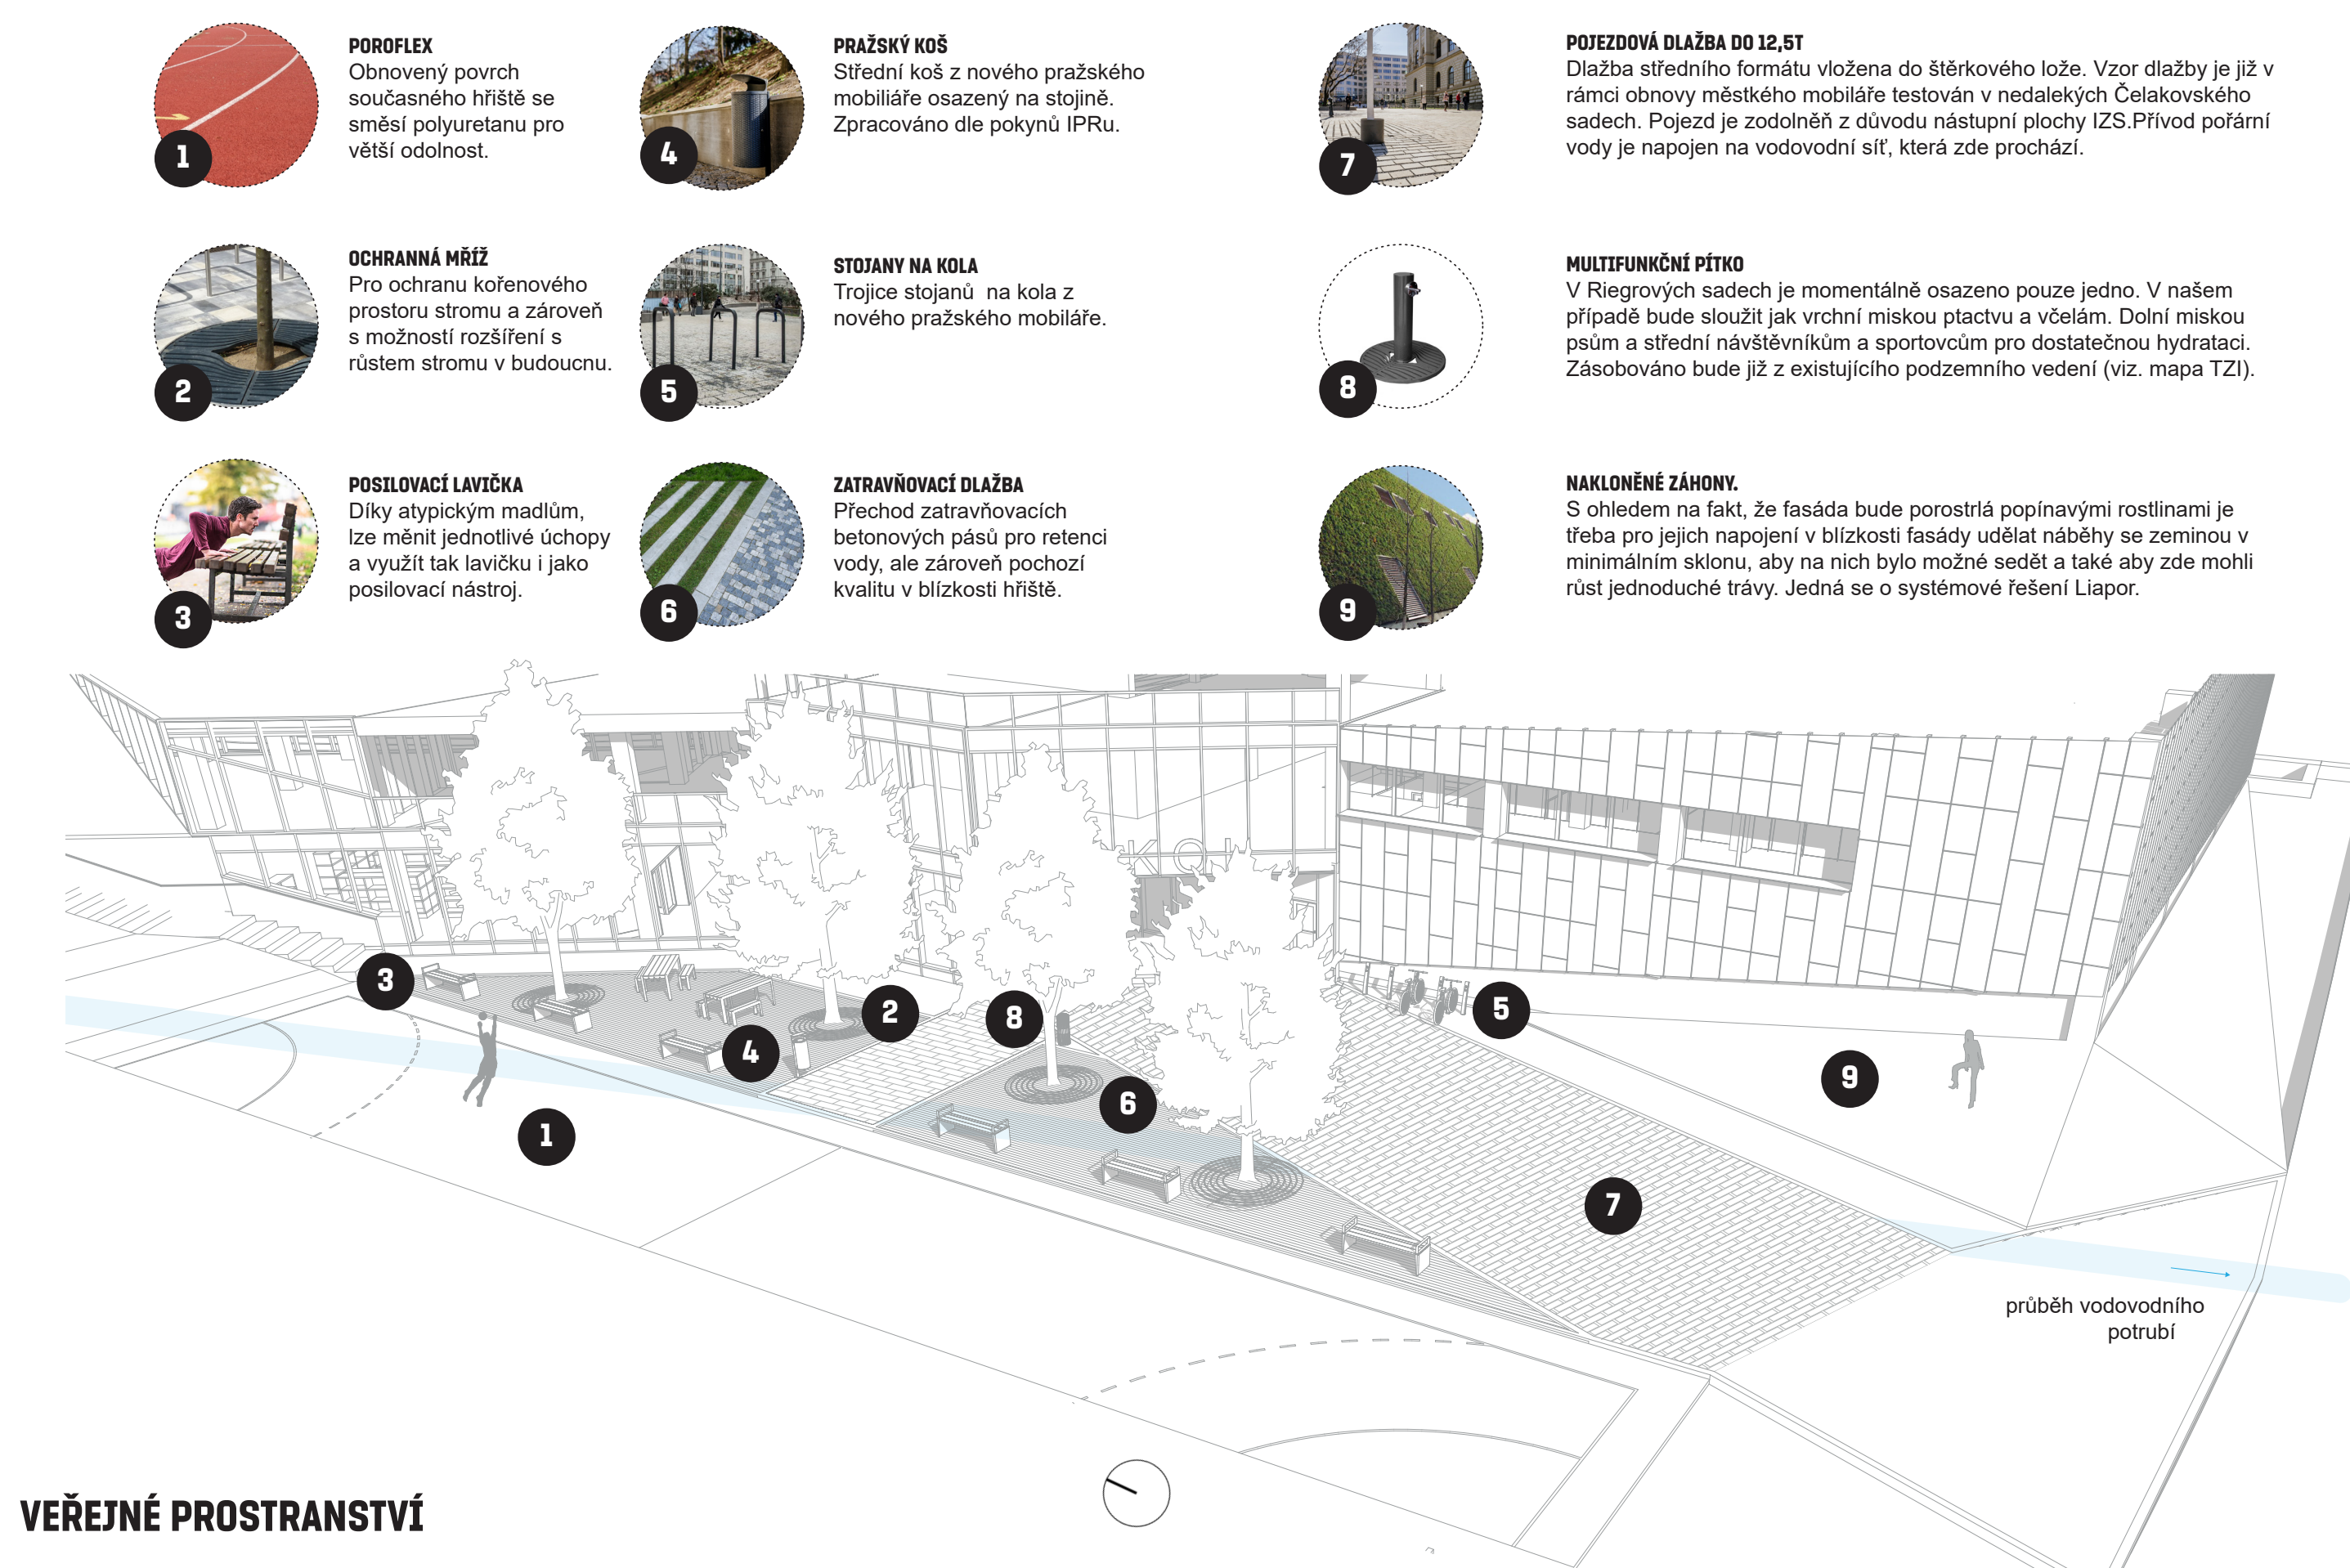 POROFLEX
Obnovený povrch
současného hřiště se
směsí polyuretanu pro
větší odolnost.
1
OCHRANNÁ MŘÍŽ
Pro ochranu kořenového
prostoru stromu a zároveň
s možností rozšíření s
růstem stromu v budoucnu.
2
POSILOVACÍ LAVIČKA
Díky atypickým madlům,
lze měnit jednotlivé úchopy
a využít tak lavičku i jako
posilovací nástroj.
3
PRAŽSKÝ KOŠ
Střední koš z nového pražského
mobiliáře osazený na stojině.
Zpracováno dle pokynů IPRu.
4
STOJANY NA KOLA
Trojice stojanů  na kola z
nového pražského mobiláře.
5
ZATRAVŇOVACÍ DLAŽBA
Přechod zatravňovacích
betonových pásů pro retenci
vody, ale zároveň pochozí
kvalitu v blízkosti hřiště.
6
POJEZDOVÁ DLAŽBA DO 12,5T
Dlažba středního formátu vložena do štěrkového lože. Vzor dlažby je již v
rámci obnovy městkého mobiláře testován v nedalekých Čelakovského
sadech. Pojezd je zodolněň z důvodu nástupní plochy IZS.Přívod pořární
vody je napojen na vodovodní síť, která zde prochází.
7
MULTIFUNKČNÍ PÍTKO
V Riegrových sadech je momentálně osazeno pouze jedno. V našem
případě bude sloužit jak vrchní miskou ptactvu a včelám. Dolní miskou
psům a střední návštěvníkům a sportovcům pro dostatečnou hydrataci.
Zásobováno bude již z existujícího podzemního vedení (viz. mapa TZI).
8
NAKLONĚNÉ ZÁHONY.
S ohledem na fakt, že fasáda bude porostrlá popínavými rostlinami je
třeba pro jejich napojení v blízkosti fasády udělat náběhy se zeminou v
minimálním sklonu, aby na nich bylo možné sedět a také aby zde mohli
růst jednoduché trávy. Jedná se o systémové řešení Liapor.
9
3
2
8
5
4
9
6
1
7
průběh vodovodního
potrubí
VEŘEJNÉ PROSTRANSTVÍ